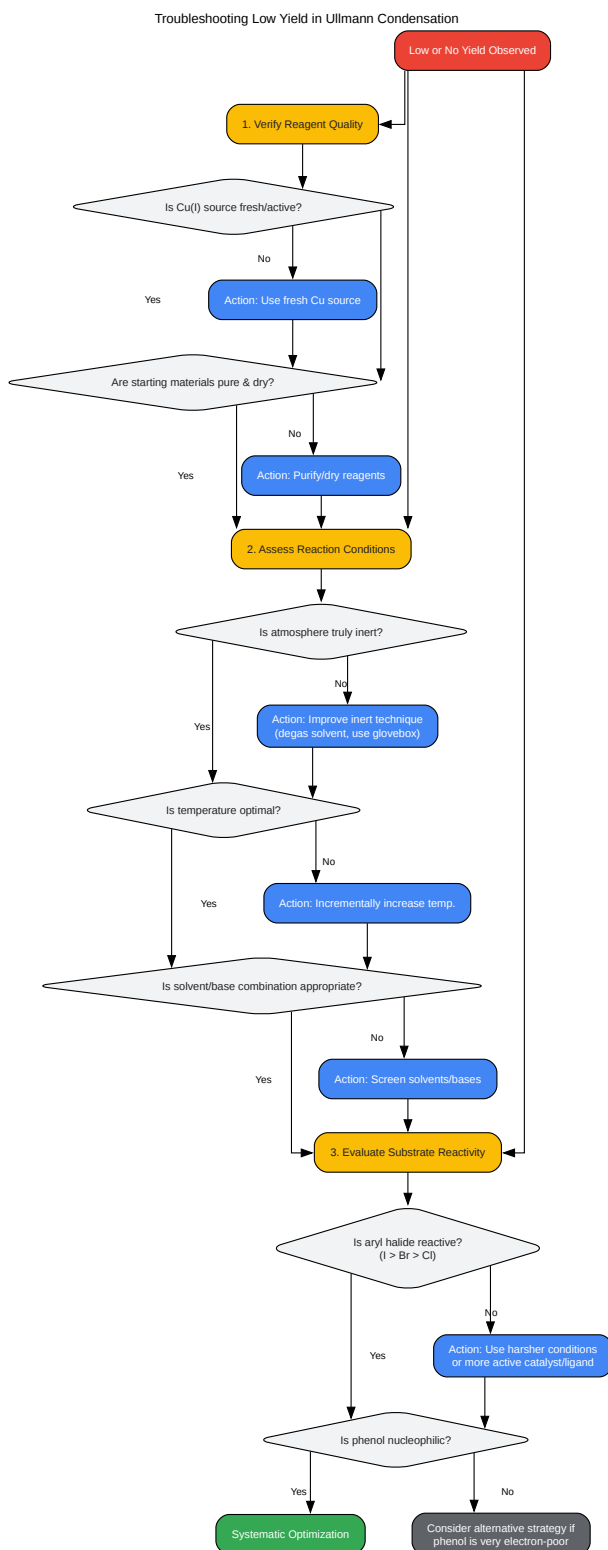 Troubleshooting Low Yield in Ullmann Condensation
Low or No Yield Observed
1. Verify Reagent Quality
Is Cu(I) source fresh/active?
No
Yes
Action: Use fresh Cu source
Are starting materials pure & dry?
No
Yes
Action: Purify/dry reagents
2. Assess Reaction Conditions
Is atmosphere truly inert?
No
Yes
Action: Improve inert technique
(degas solvent, use glovebox)
Is temperature optimal?
No
Yes
Action: Incrementally increase temp.
Is solvent/base combination appropriate?
No
Yes
Action: Screen solvents/bases
3. Evaluate Substrate Reactivity
Is aryl halide reactive?
(I > Br > Cl)
No
Yes
Action: Use harsher conditions
or more active catalyst/ligand
Is phenol nucleophilic?
Yes
No
Systematic Optimization
Consider alternative strategy if
phenol is very electron-poor